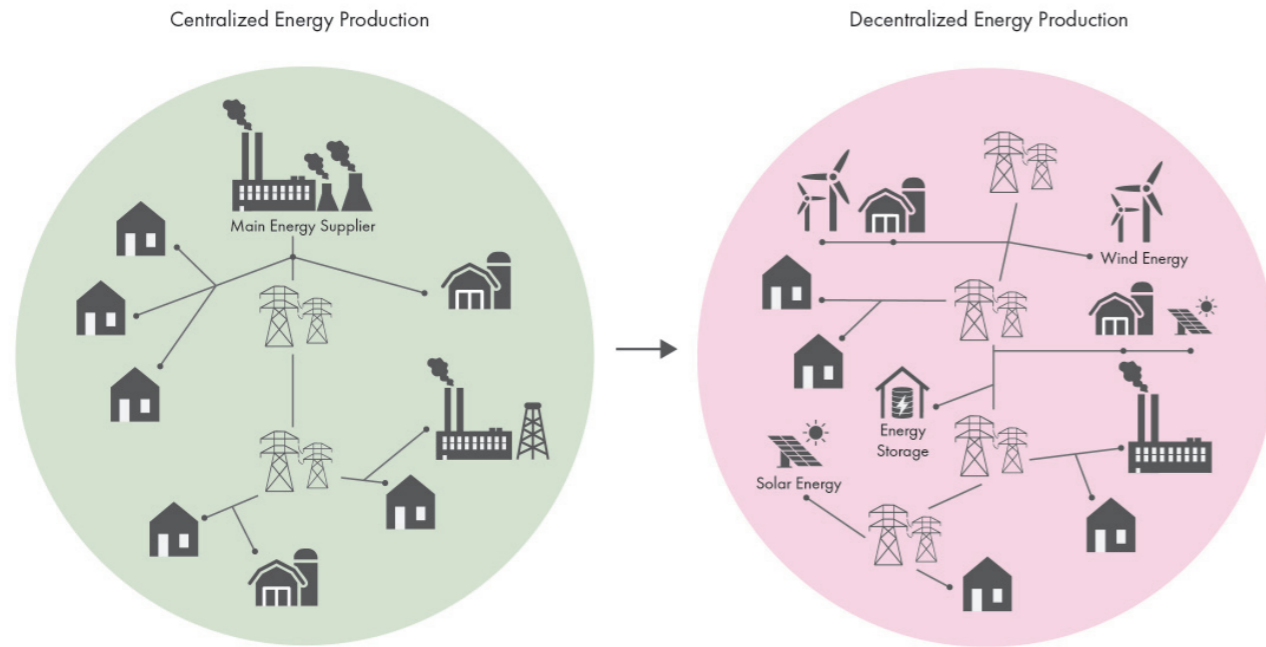 Centralized Energy Production
Decentralized Energy Production
Main Energy Supplier
Wind Energy
Energy
Storage
Solar Energy